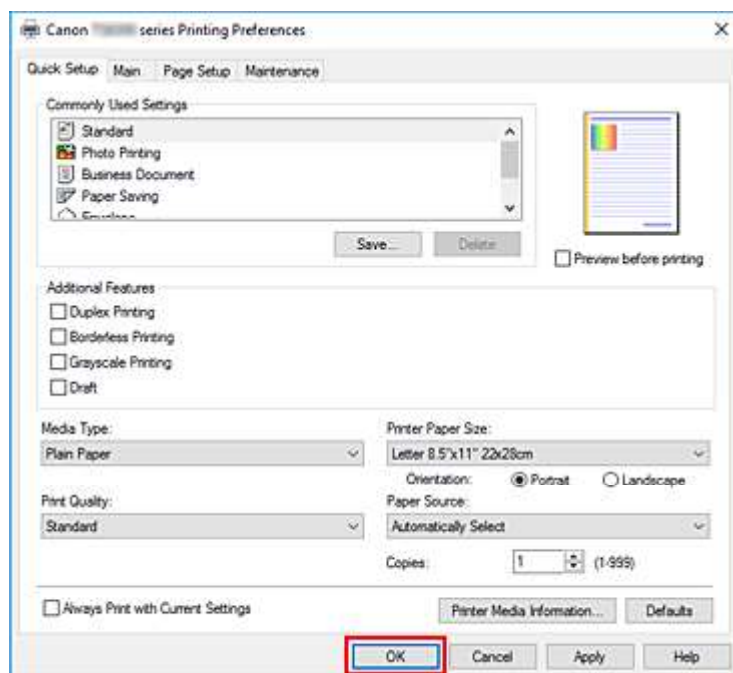 Canon series Printing Preferences
Quick Setup Main Page Setup Maintenance
Commonly Used Settings
Standard
Photo Printing
Business Document
Paper Saving
Save... Delete
Preview before printing
Additional Features
Duplex Printing
Borderless Printing
Grayscale Printing
Draft
Media Type: Printer Paper Size:
Plain Paper Letter 8.5"x11" 22x28cm
Orientation: Portrait Landscape
Print Quality: Paper Source:
Standard Automatically Select
Copies: 1 (1-999)
Always Print with Current Settings Printer Media Information... Defaults
OK Cancel Apply Help